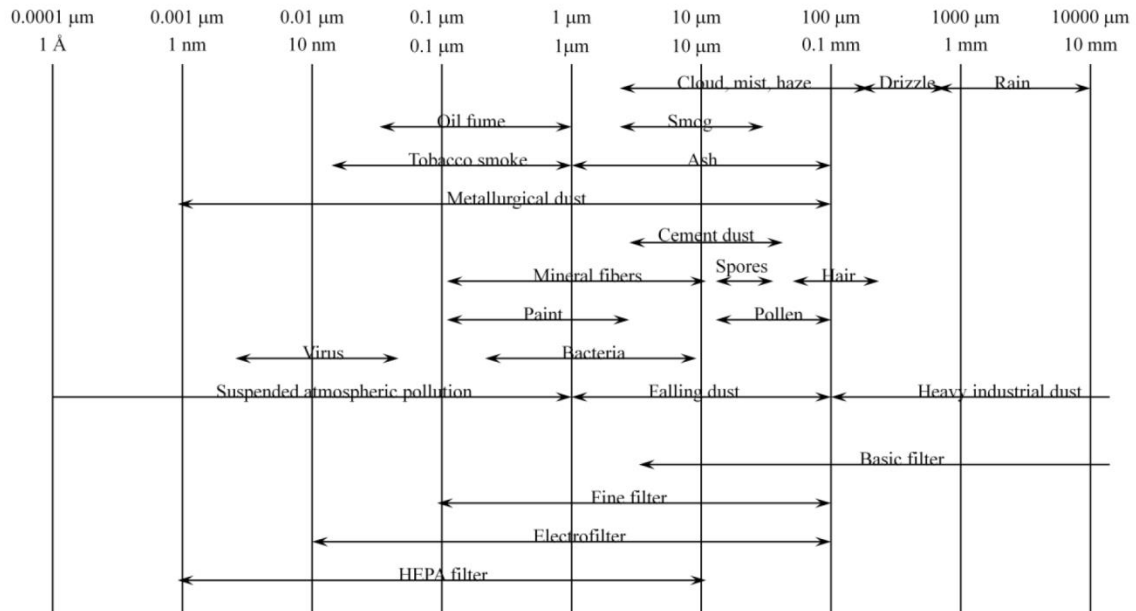 0.0001 μm 0.001 μm 0.01 μm 0.1 μm 1 μm 10 μm 100 μm 1000 μm 10000 μm
1 Å 1 nm 10 nm 0.1 μm 1μm 10 μm 0.1 mm 1 mm 10 mm
Cloud, mist, haze Drizzle Rain
Oil fume Smog
Tobacco smoke Ash
Metallurgical dust
Cement dust
Spores
Mineral fibers Hair
Paint Pollen
Virus Bacteria
Suspended atmospheric pollution Falling dust Heavy industrial dust
Basic filter
Fine filter
Electrofilter
HEPA filter